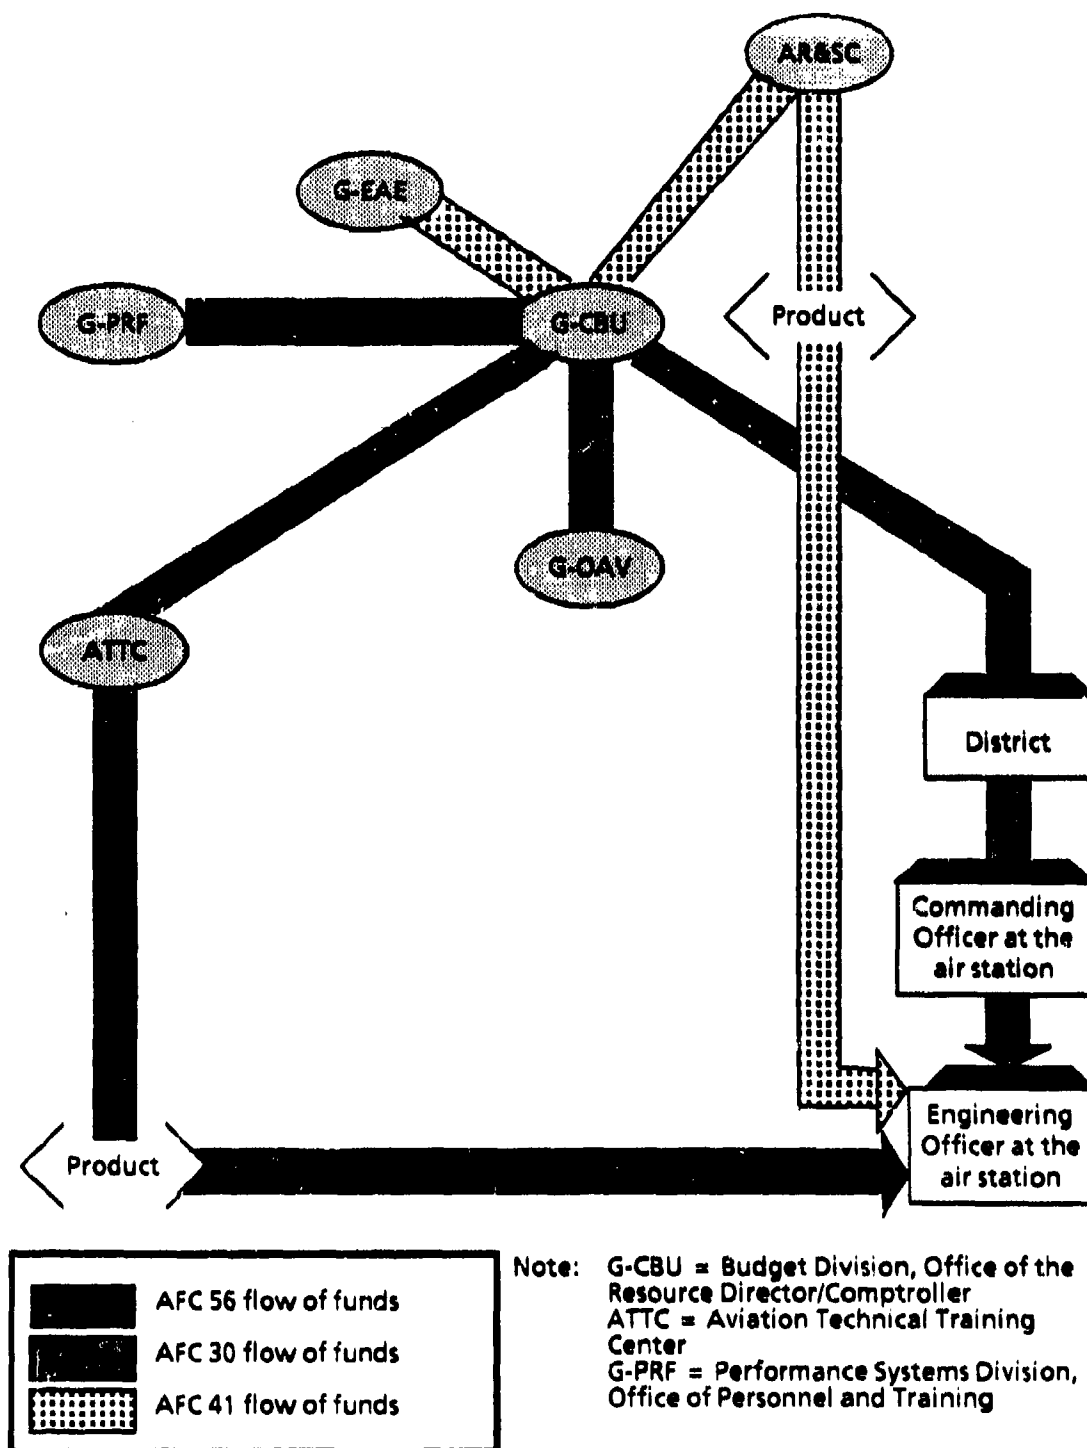 AR&SC
G-EAE
G-PRF
G-CBU
Product
G-OAV
ATTC
District
Commanding
Officer at the
air station
Engineering
Officer at the
air station
Product
AFC 56 flow of funds
AFC 30 flow of funds
AFC 41 flow of funds
Note: G-CBU = Budget Division, Office of the
Resource Director/Comptroller
ATTC = Aviation Technical Training
Center
G-PRF = Performance Systems Division,
Office of Personnel and Training